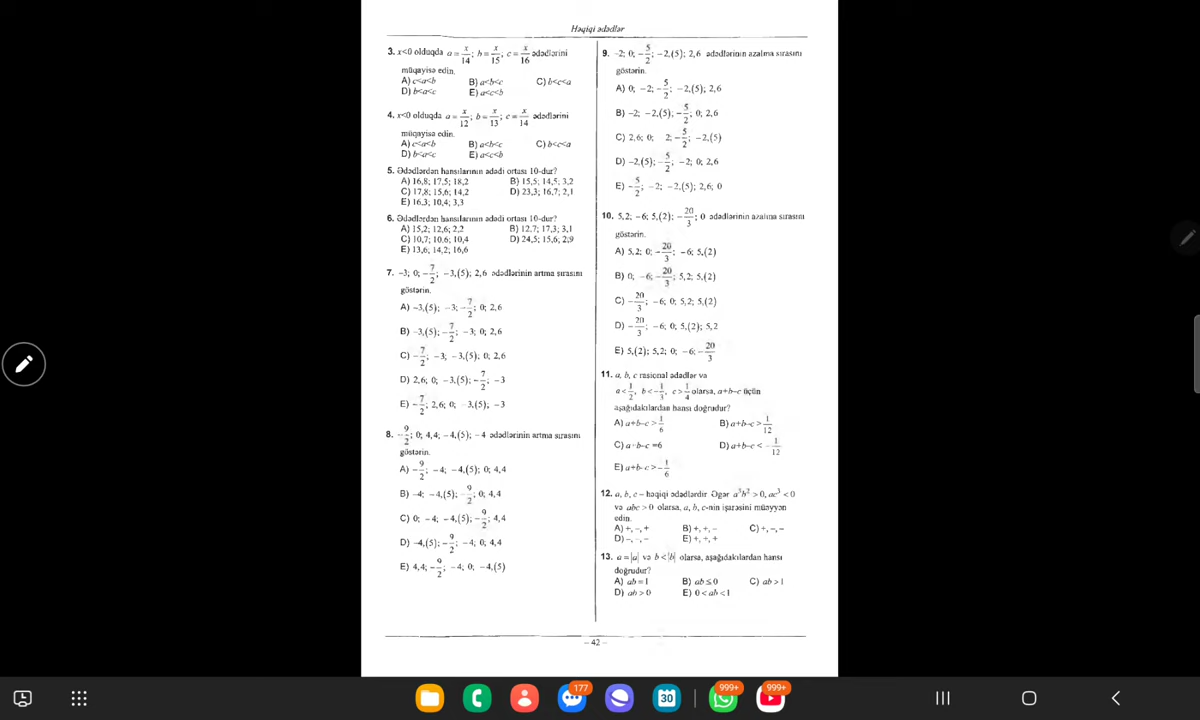 Həqiqi ədədlər
3. x<0 olduqda a = x/14; b = x/15; c = x/16 ədədlərini
müqayisə edin.
A) c<a<b B) a<b<c C) b<c<a
D) b<a<c E) a<c<b
4. x<0 olduqda a = x/12; b = x/13; c = x/14 ədədlərini
müqayisə edin.
A) c<a<b B) a<b<c C) b<c<a
D) b<a<c E) a<c<b
5. Ədədlərdən hansılarının ədədi ortası 10-dur?
A) 16,8; 17,5; 18,2 B) 15,5; 14,5; 3,2
C) 17,8; 15,6; 14,2 D) 23,3; 16,7; 2,1
E) 16,3; 10,4; 3,3
6. Ədədlərdən hansılarının ədədi ortası 10-dur?
A) 15,2; 12,6; 2,2 B) 12,7; 17,3; 3,1
C) 10,7; 10,6; 10,4 D) 24,5; 15,6; 2;9
E) 13,6; 14,2; 16,6
7. −3; 0; −7/2; −3,(5); 2,6 ədədlərinin artma sırasını
göstərin.
A) −3,(5); −3; −7/2; 0; 2,6
B) −3,(5); −7/2; −3; 0; 2,6
C) −7/2; −3; −3,(5); 0; 2,6
D) 2,6; 0; −3,(5); −7/2; −3
E) −7/2; 2,6; 0; 3,(5); −3
8. −9/2; 0; 4,4; −4,(5); −4 ədədlərinin artma sırasını
göstərin.
A) −9/2; −4; −4,(5); 0; 4,4
B) −4; −4,(5); −9/2; 0; 4,4
C) 0; −4; −4,(5); −9/2; 4,4
D) −4,(5); −9/2; −4; 0; 4,4
E) 4,4; −9/2; −4; 0; −4,(5)
9. −2; 0; −5/2; −2,(5); 2,6 ədədlərinin azalma sırasını
göstərin.
A) 0; −2; −5/2; −2,(5); 2,6
B) −2; −2,(5); −5/2; 0; 2,6
C) 2,6; 0; 2; −5/2; −2,(5)
D) −2,(5); −5/2; −2; 0; 2,6
E) −5/2; −2; −2,(5); 2,6; 0
10. 5,2; −6; 5,(2); −20/3; 0 ədədlərinin azalma sırasını
göstərin.
A) 5,2; 0; −20/3; −6; 5,(2)
B) 0; −6; −20/3; 5,2; 5,(2)
C) −20/3; −6; 0; 5,2; 5,(2)
D) −20/3; −6; 0; 5,(2); 5,2
E) 5,(2); 5,2; 0; −6; −20/3
11. a, b, c rasional ədədlər və
a < 1/2, b < −1/3, c > 1/4 olarsa, a+b−c üçün
aşağıdakılardan hansı doğrudur?
A) a+b−c > 1/6 B) a+b−c > 1/12
C) a·b−c =6 D) a+b−c < −1/12
E) a+b−c > −1/6
12. a, b, c – həqiqi ədədlərdir Əgər a³b² > 0, ac³ < 0
və abc > 0 olarsa, a, b, c-nin işarəsini müəyyən
edin.
A) +, −, + B) +, +, − C) +, −, −
D) −, −, − E) +, +, +
13. a = |a| və b < |b| olarsa, aşağıdakılardan hansı
doğrudur?
A) ab = 1 B) ab ≤ 0 C) ab > 1
D) ab > 0 E) 0 < ab < 1
– 42 –
177
30
999+
999+